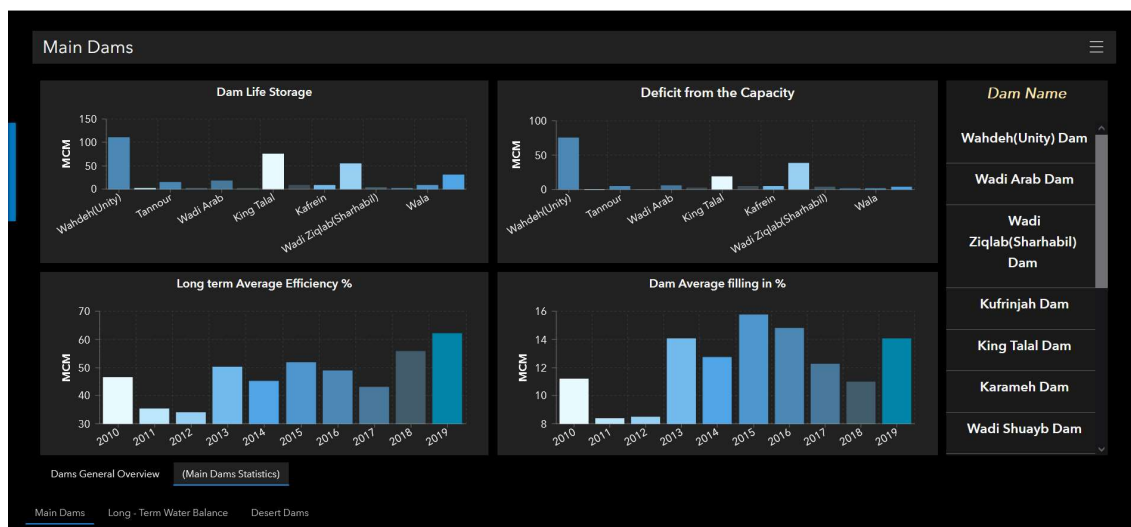 Main Dams
Dam Life Storage
MCM
150
100
50
0
Wahdeh(Unity)
Tannour
Wadi Arab
King Talal
Kafrein
Wadi Ziqlab(Sharhabil)
Wala
Deficit from the Capacity
MCM
100
50
0
Wahdeh(Unity)
Tannour
Wadi Arab
King Talal
Kafrein
Wadi Ziqlab(Sharhabil)
Wala
Long term Average Efficiency %
MCM
70
60
50
40
30
2010
2011
2012
2013
2014
2015
2016
2017
2018
2019
Dam Average filling in %
MCM
16
14
12
10
8
2010
2011
2012
2013
2014
2015
2016
2017
2018
2019
Dam Name
Wahdeh(Unity) Dam
Wadi Arab Dam
Wadi
Ziqlab(Sharhabil)
Dam
Kufrinjah Dam
King Talal Dam
Karameh Dam
Wadi Shuayb Dam
Dams General Overview
(Main Dams Statistics)
Main Dams
Long - Term Water Balance
Desert Dams